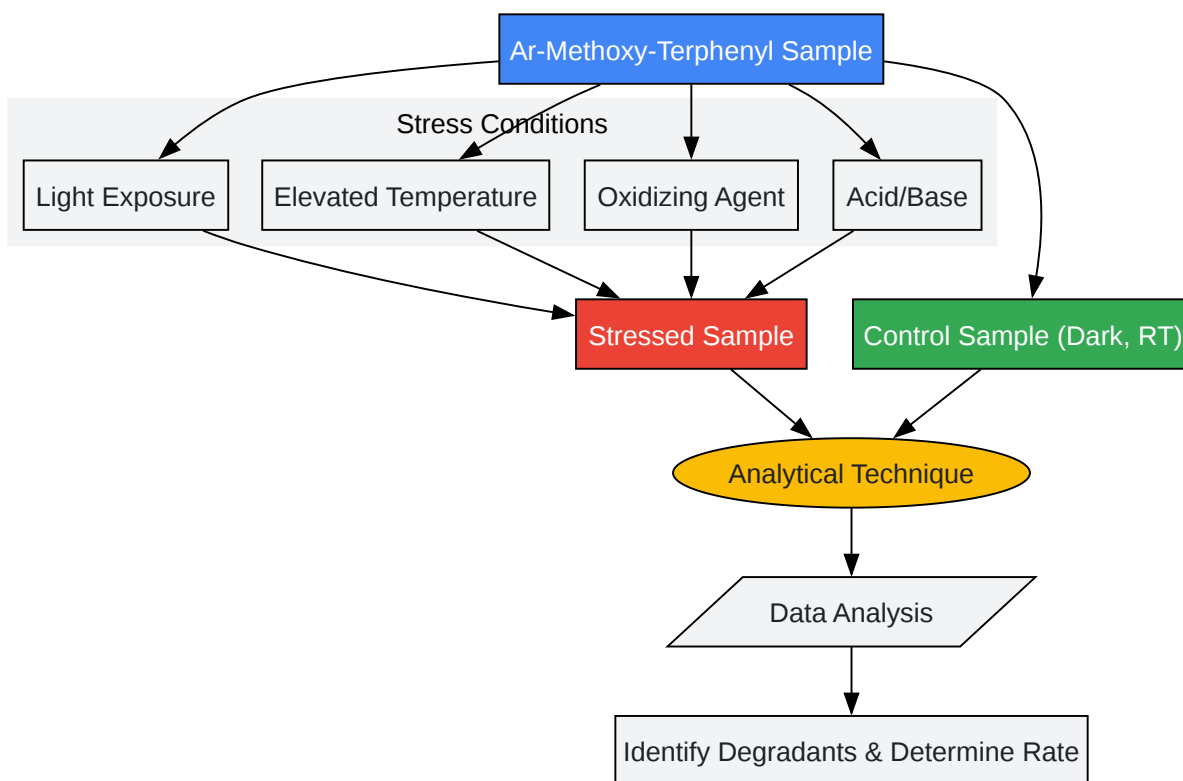 Ar-Methoxy-Terphenyl Sample
Stress Conditions
Light Exposure
Elevated Temperature
Oxidizing Agent
Acid/Base
Stressed Sample
Control Sample (Dark, RT)
Analytical Technique
Data Analysis
Identify Degradants & Determine Rate